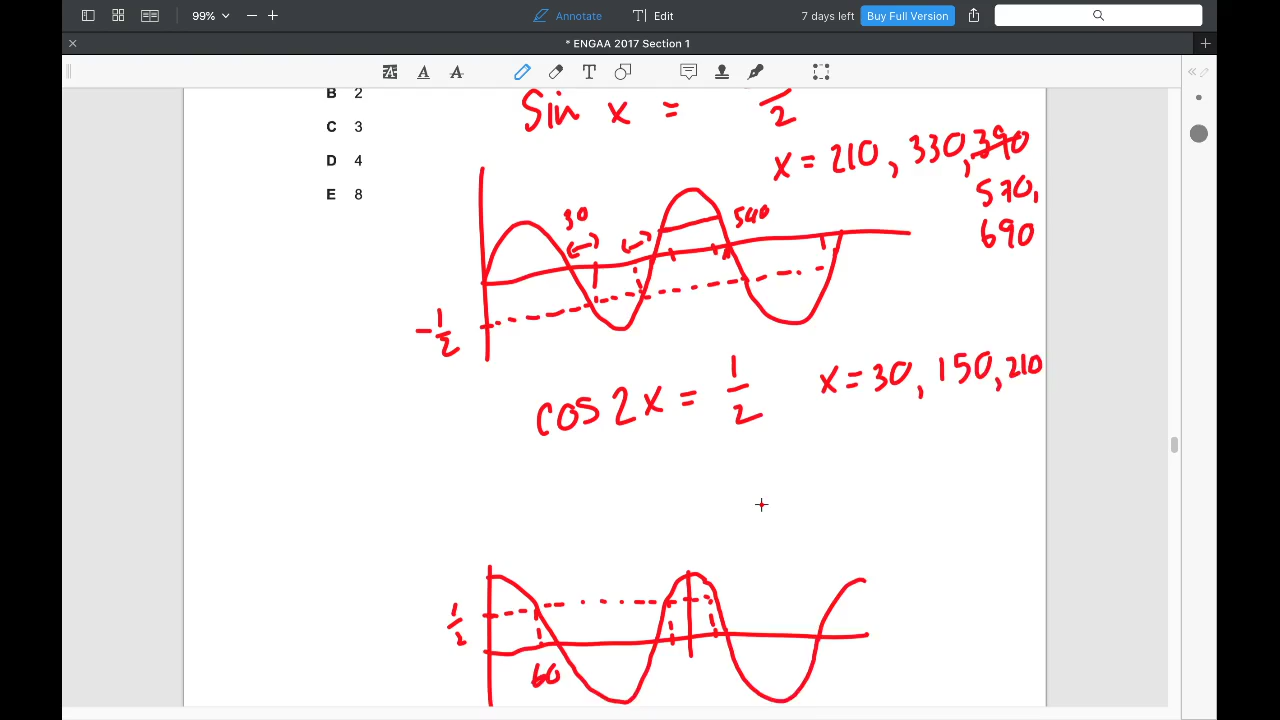 99%
Annotate
Edit
7 days left
Buy Full Version
* ENGAA 2017 Section 1
B 2
C 3
D 4
E 8
Sin x = /2
x = 210, 330, 390
570,
690
30
540
-1/2
cos 2x = 1/2
x = 30, 150, 210
1/2
60